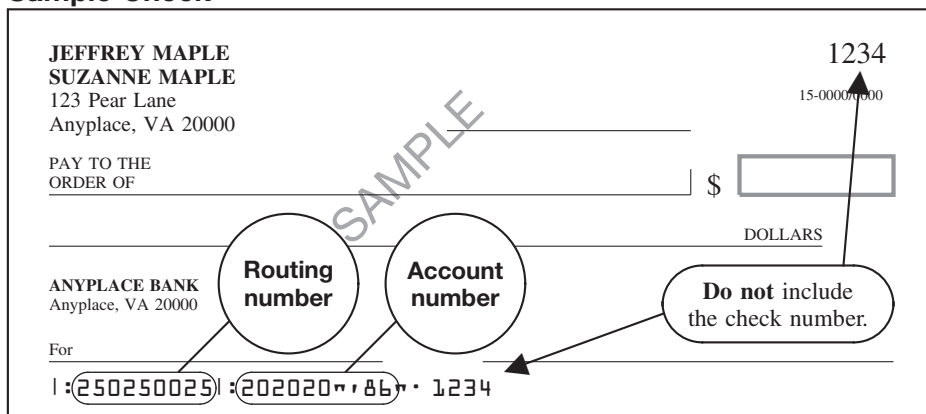 JEFFREY MAPLE
SUZANNE MAPLE
123 Pear Lane
Anyplace, VA 20000
1234
15-0000/0000
SAMPLE
PAY TO THE
ORDER OF
$
DOLLARS
ANYPLACE BANK
Anyplace, VA 20000
Routing
number
Account
number
Do not include
the check number.
For
|:250250025|:202020"'86"· 1234